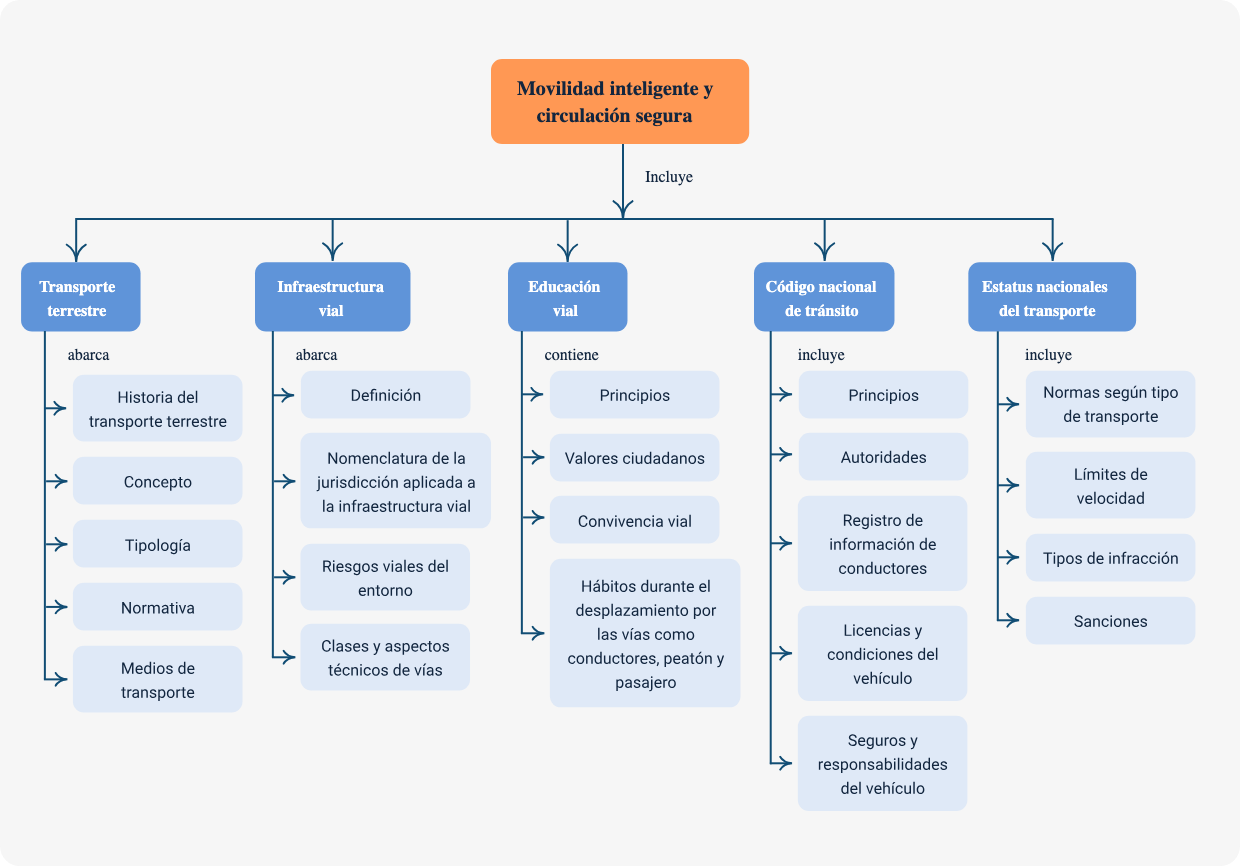 Movilidad inteligente y
circulación segura
Incluye
Transporte
terrestre
abarca
Historia del
transporte terrestre
Concepto
Tipología
Normativa
Medios de
transporte
Infraestructura
vial
abarca
Definición
Nomenclatura de la
jurisdicción aplicada a
la infraestructura vial
Riesgos viales del
entorno
Clases y aspectos
técnicos de vías
Educación
vial
contiene
Principios
Valores ciudadanos
Convivencia vial
Hábitos durante el
desplazamiento por
las vías como
conductores, peatón y
pasajero
Código nacional
de tránsito
incluye
Principios
Autoridades
Registro de
información de
conductores
Licencias y
condiciones del
vehículo
Seguros y
responsabilidades
del vehículo
Estatus nacionales
del transporte
incluye
Normas según tipo
de transporte
Límites de
velocidad
Tipos de infracción
Sanciones